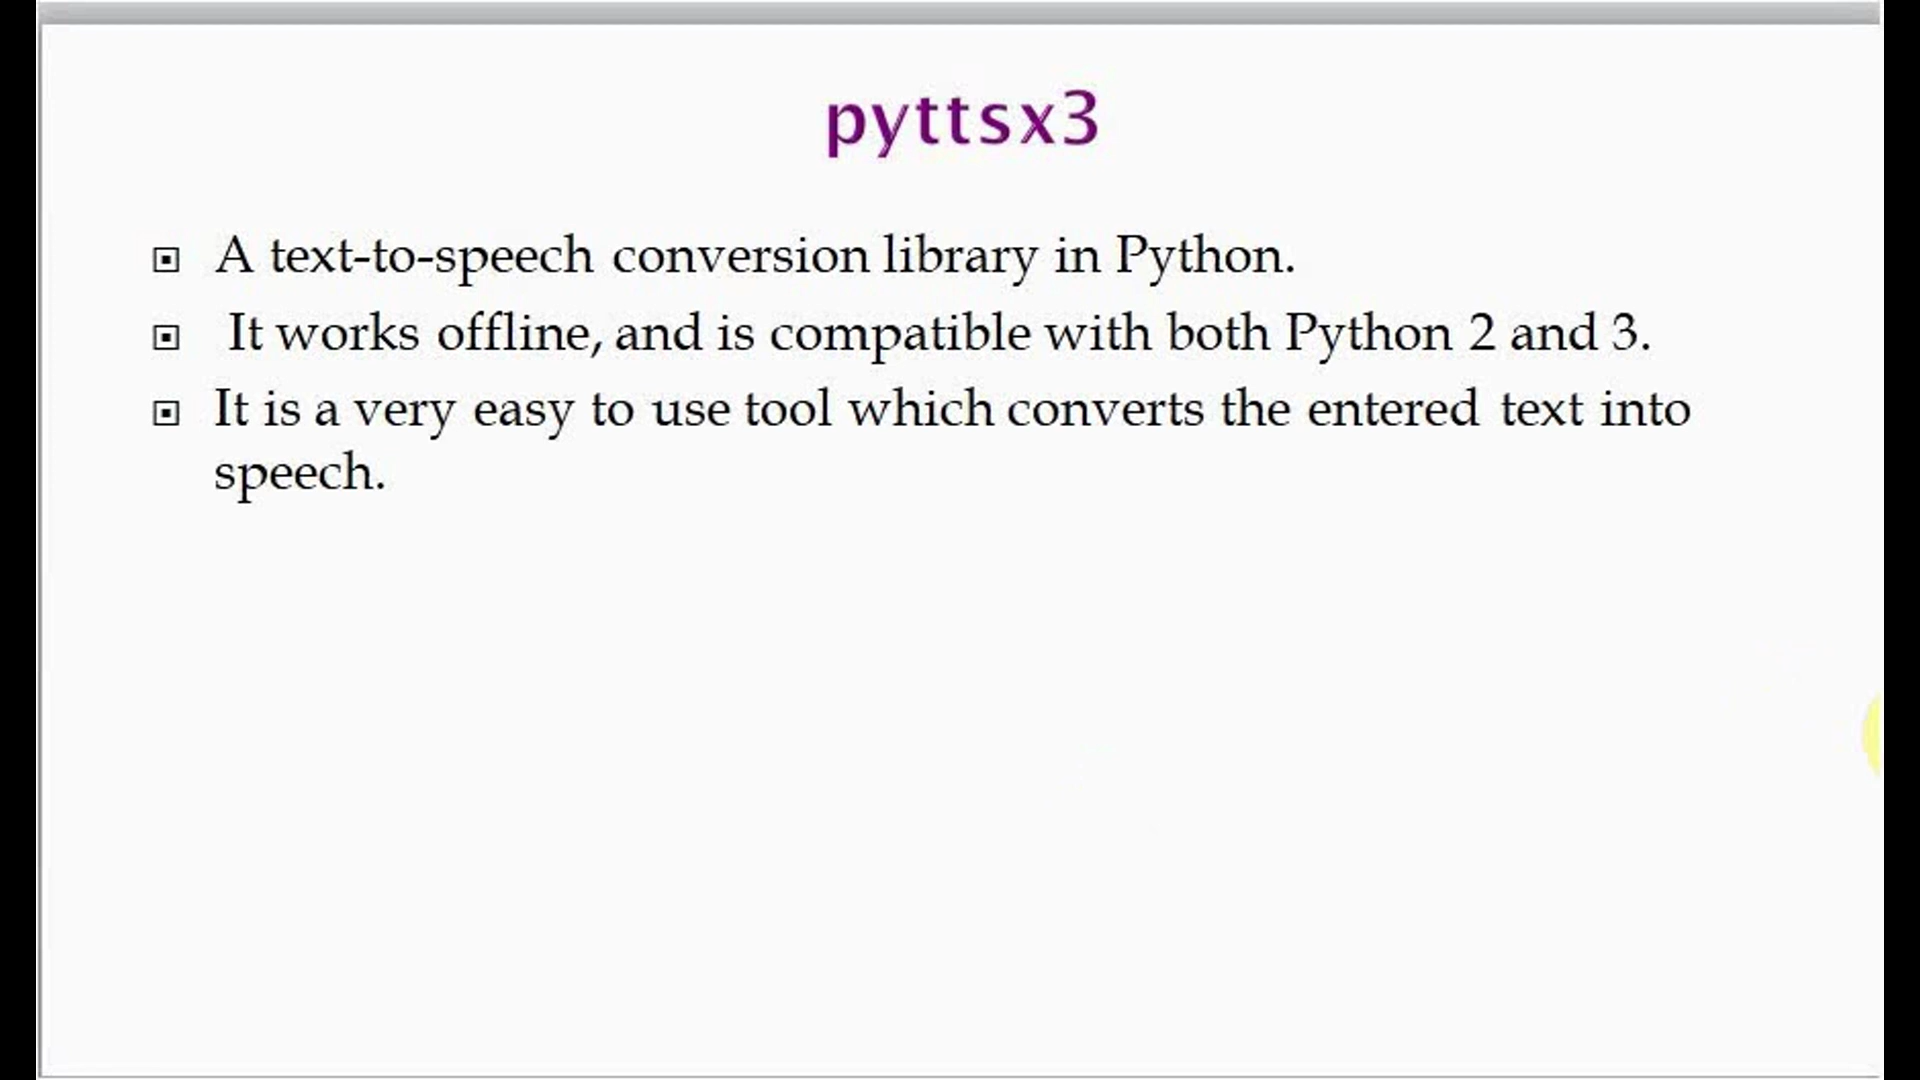 pyttsx3
A text-to-speech conversion library in Python.
It works offline, and is compatible with both Python 2 and 3.
It is a very easy to use tool which converts the entered text into
speech.